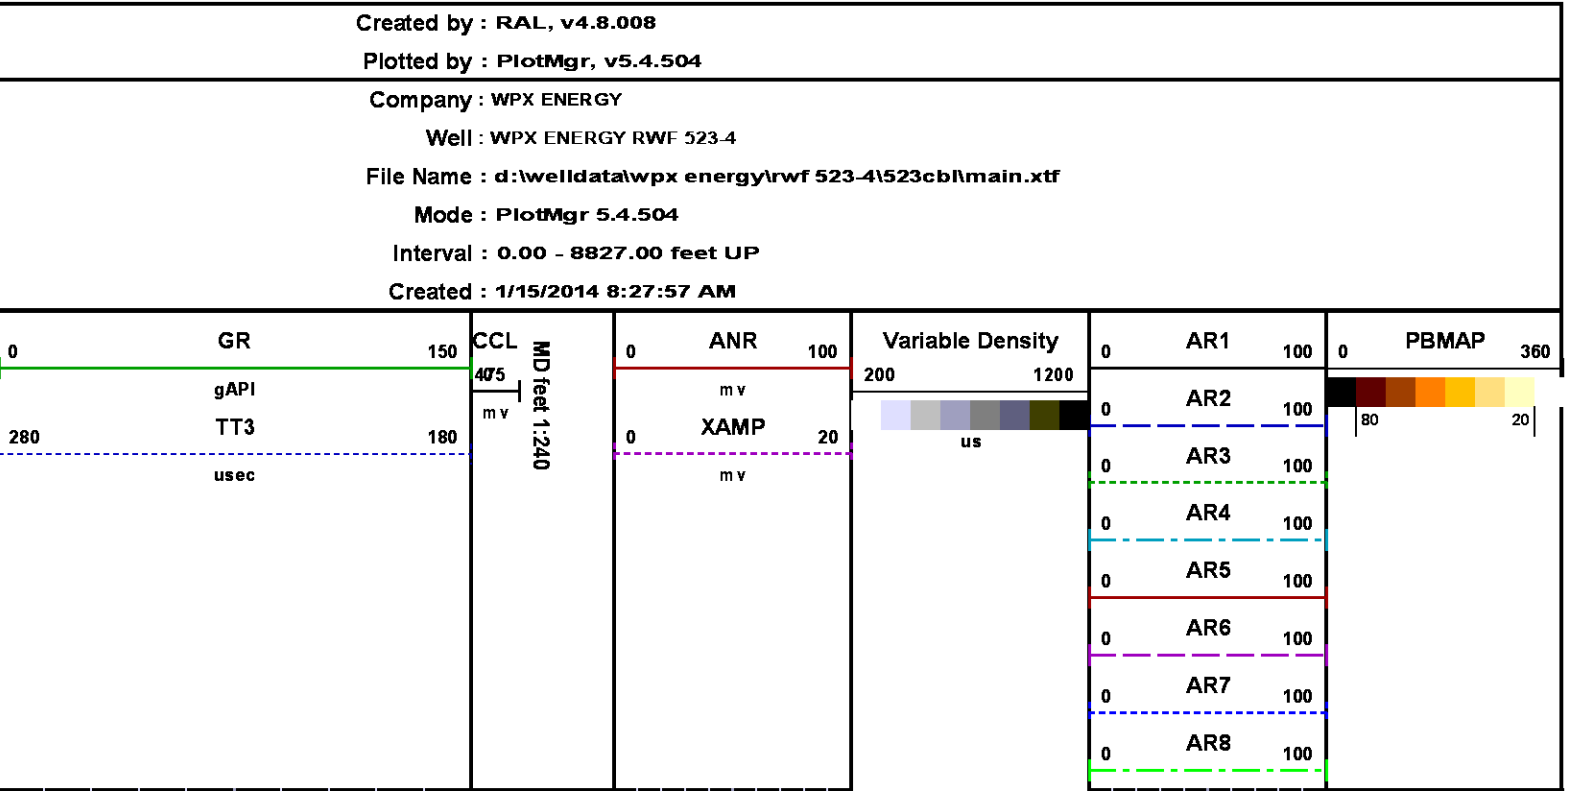 Created by : RAL, v4.8.008
Plotted by : PlotMgr, v5.4.504
Company : WPX ENERGY
Well : WPX ENERGY RWF 523-4
File Name : d:\welldata\wpx energy\rwf 523-4\523cbl\main.xtf
Mode : PlotMgr 5.4.504
Interval : 0.00 - 8827.00 feet UP
Created : 1/15/2014 8:27:57 AM
0 GR 150
gAPI
280 TT3 180
usec
CCL
mv
MD feet 1:240
0 ANR 100
mv
0 XAMP 20
mv
Variable Density
200 1200
us
0 AR1 100
0 AR2 100
0 AR3 100
0 AR4 100
0 AR5 100
0 AR6 100
0 AR7 100
0 AR8 100
0 PBMAP 360
80 20